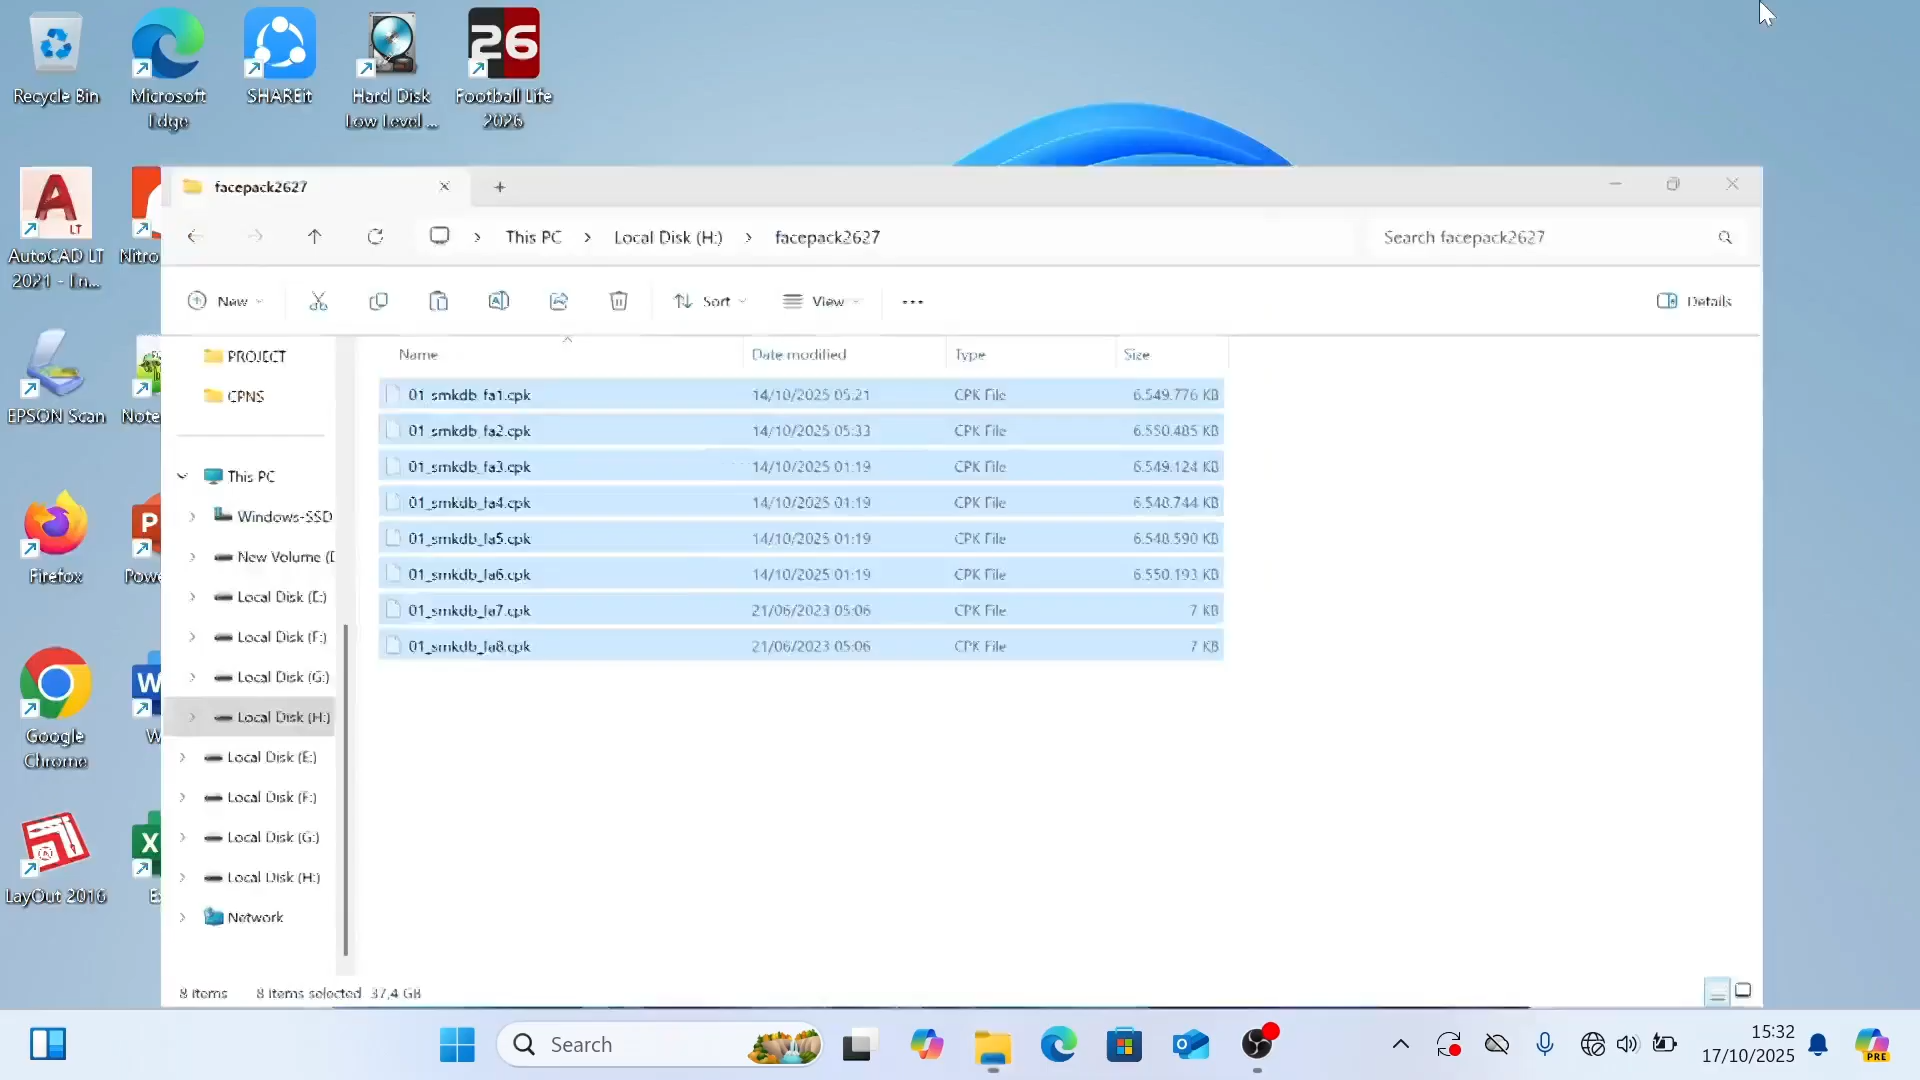 Recycle Bin
Microsoft
Edge
SHAREit
Hard Disk
Low Level ...
26
Football Life
2026
A
LT
AutoCAD LT
2021 - En...
Nitro
EPSON Scan
Note
Firefox
P
Powe
Google
Chrome
W
W
LayOut 2016
X
Ex
facepack2627
This PC
Local Disk (H:)
facepack2627
Search facepack2627
New
Sort
View
Details
PROJECT
CPNS
This PC
Windows-SSD
New Volume (D
Local Disk (E:)
Local Disk (F:)
Local Disk (G:)
Local Disk (H:)
Local Disk (E:)
Local Disk (F:)
Local Disk (G:)
Local Disk (H:)
Network
Name Date modified Type Size
01_smkdb_fa1.cpk 14/10/2025 05:21 CPK File 6.549.776 KB
01_smkdb_fa2.cpk 14/10/2025 05:33 CPK File 6.550.485 KB
01_smkdb_fa3.cpk 14/10/2025 01:19 CPK File 6.549.124 KB
01_smkdb_fa4.cpk 14/10/2025 01:19 CPK File 6.548.744 KB
01_smkdb_fa5.cpk 14/10/2025 01:19 CPK File 6.548.590 KB
01_smkdb_fa6.cpk 14/10/2025 01:19 CPK File 6.550.193 KB
01_smkdb_fa7.cpk 21/06/2023 05:06 CPK File 7 KB
01_smkdb_fa8.cpk 21/06/2023 05:06 CPK File 7 KB
8 items 8 items selected 37,4 GB
Search
15:32
17/10/2025
PRE